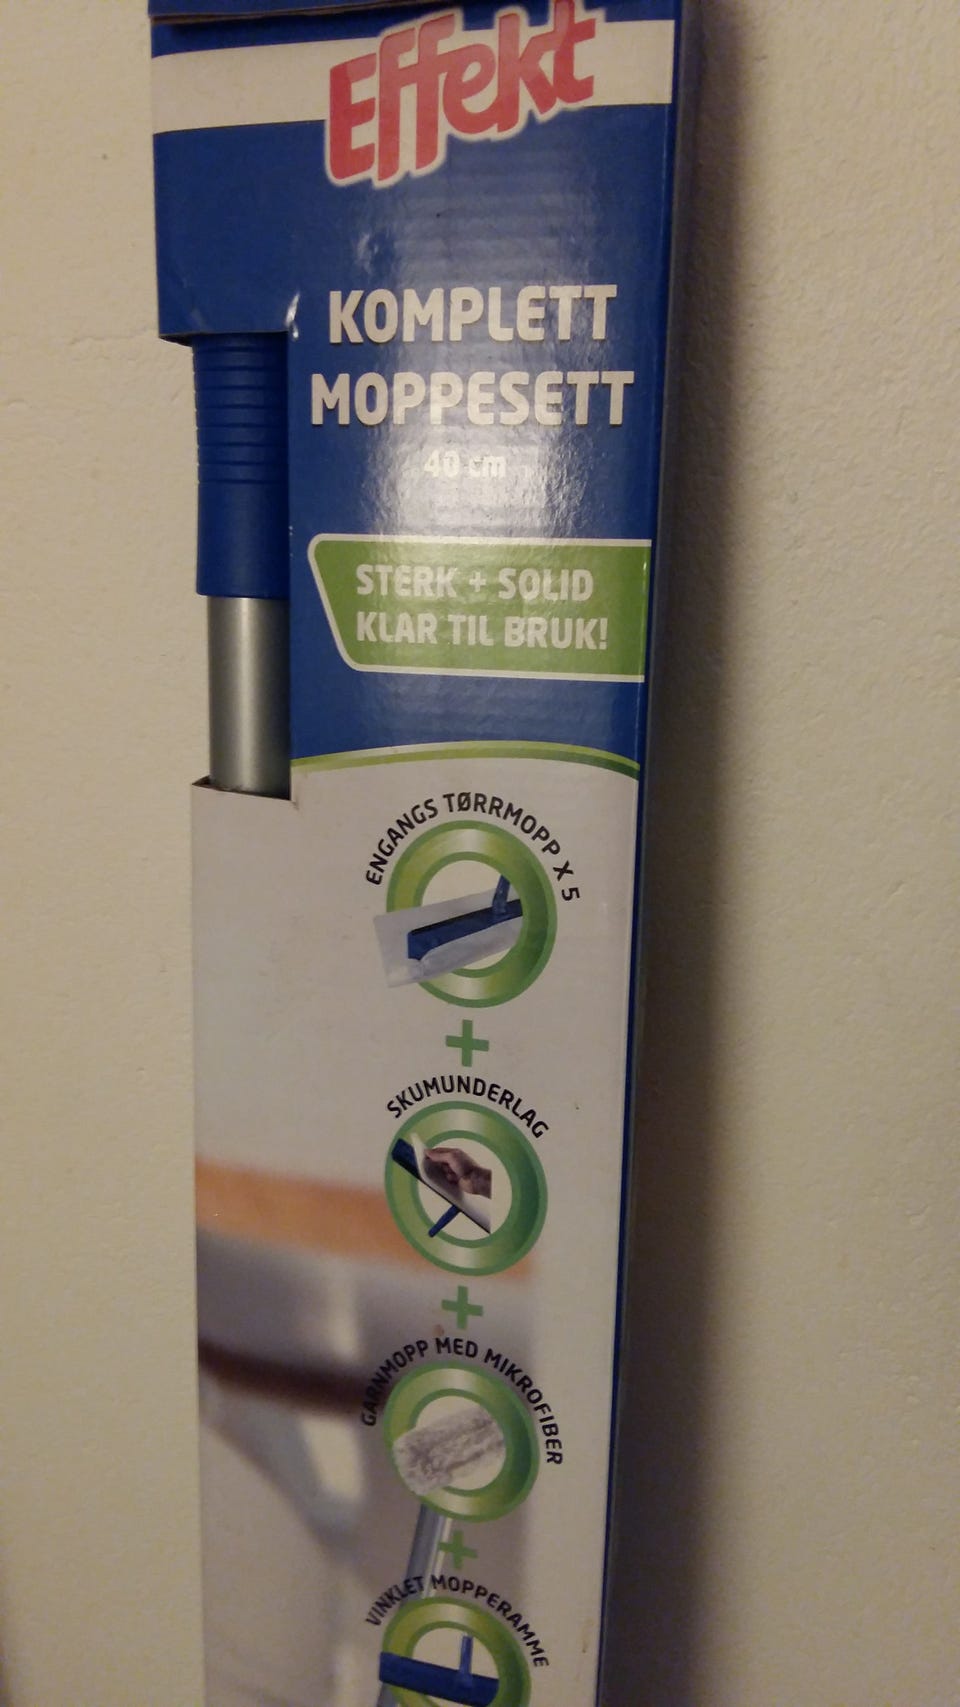 Effekt
KOMPLETT
MOPPESETT
40 cm
STERK + SOLID
KLAR TIL BRUK!
ENGANGS TØRRMOPP X 5
+
SKUMUNDERLAG
+
GARNMOPP MED MIKROFIBER
+
VINKLET MOPPERAMME